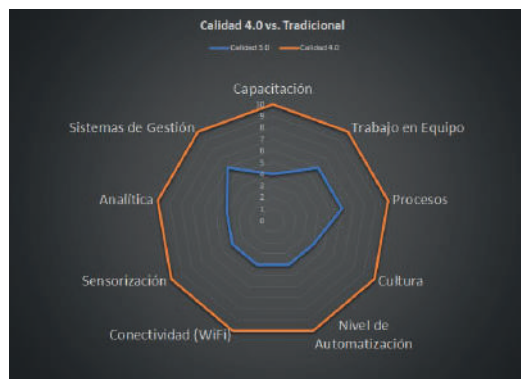 Calidad 4.0 vs. Tradicional
Calidad 3.0 Calidad 4.0
Capacitación
10
9
8
7
6
5
4
3
2
1
0
Sistemas de Gestión
Trabajo en Equipo
Analítica
Procesos
Sensorización
Cultura
Conectividad (WiFi)
Nivel de
Automatización